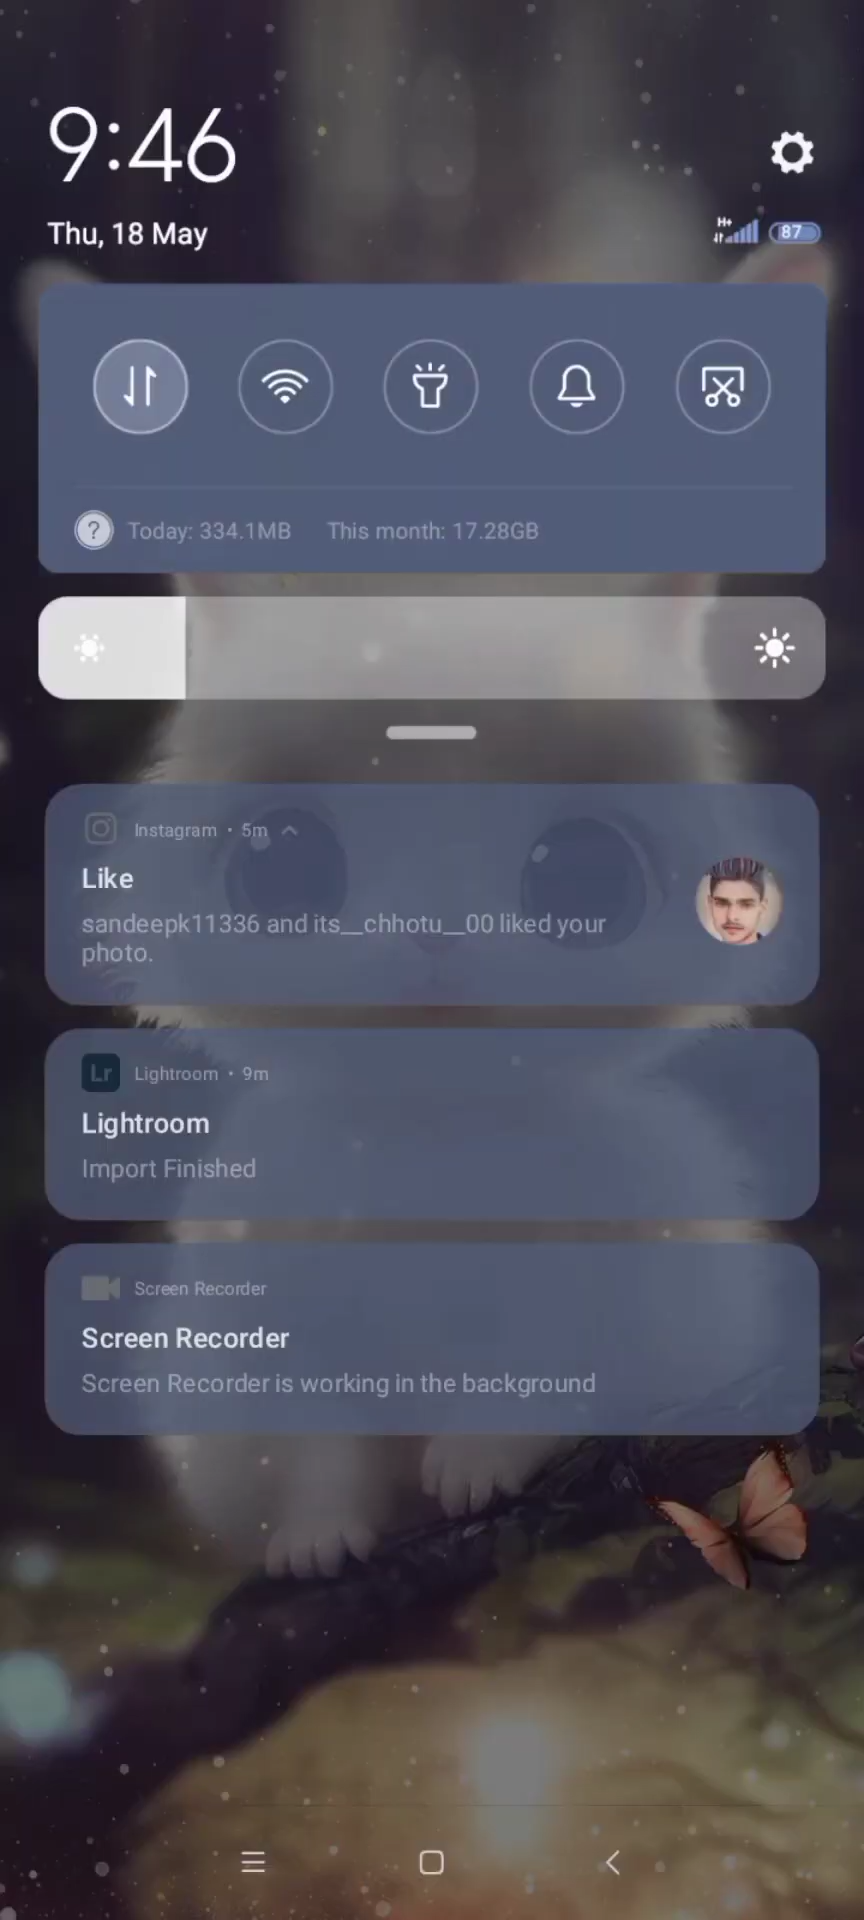 9:46
Thu, 18 May
H+
87
? Today: 334.1MB This month: 17.28GB
Instagram • 5m
Like
sandeepk11336 and its__chhotu__00 liked your
photo.
Lr Lightroom • 9m
Lightroom
Import Finished
Screen Recorder
Screen Recorder
Screen Recorder is working in the background